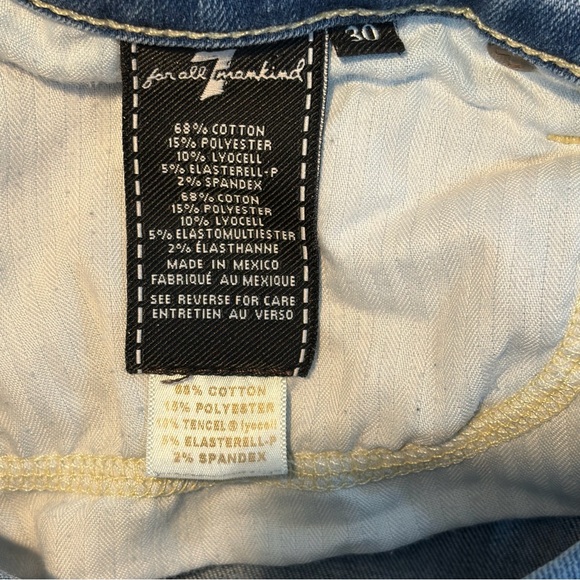 30
for all 7 mankind
68% COTTON
15% POLYESTER
10% LYOCELL
5% ELASTERELL-P
2% SPANDEX
68% COTON
15% POLYESTER
10% LYOCELL
5% ELASTOMULTIESTER
2% ÉLASTHANNE
MADE IN MEXICO
FABRIQUÉ AU MEXIQUE
SEE REVERSE FOR CARE
ENTRETIEN AU VERSO
68% COTTON
15% POLYESTER
10% TENCEL® lyocell
5% ELASTERELL-P
2% SPANDEX